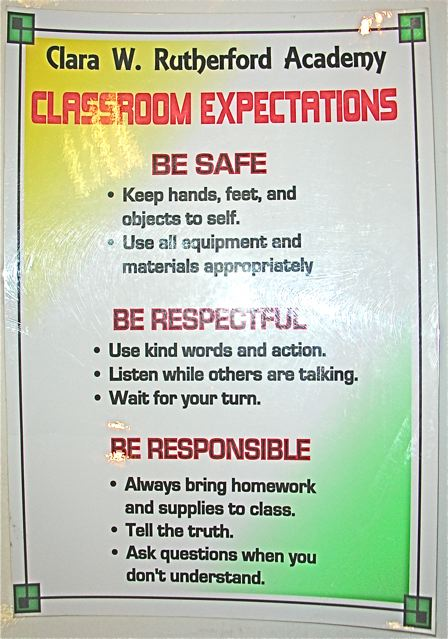 Clara W. Rutherford Academy
CLASSROOM EXPECTATIONS
BE SAFE
• Keep hands, feet, and
objects to self.
• Use all equipment and
materials appropriately
BE RESPECTFUL
• Use kind words and action.
• Listen while others are talking.
• Wait for your turn.
BE RESPONSIBLE
• Always bring homework
and supplies to class.
• Tell the truth.
• Ask questions when you
don't understand.